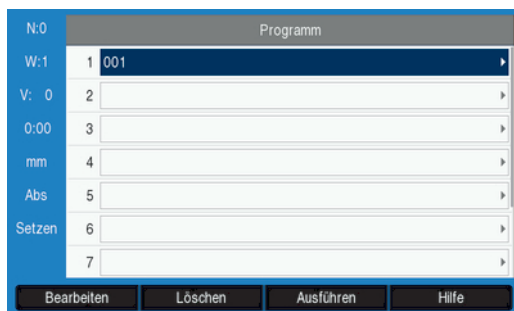 N:0
Programm
W:1
1 001
V: 0
2
0:00
3
mm
4
Abs
5
Setzen
6
7
Bearbeiten Löschen Ausführen Hilfe